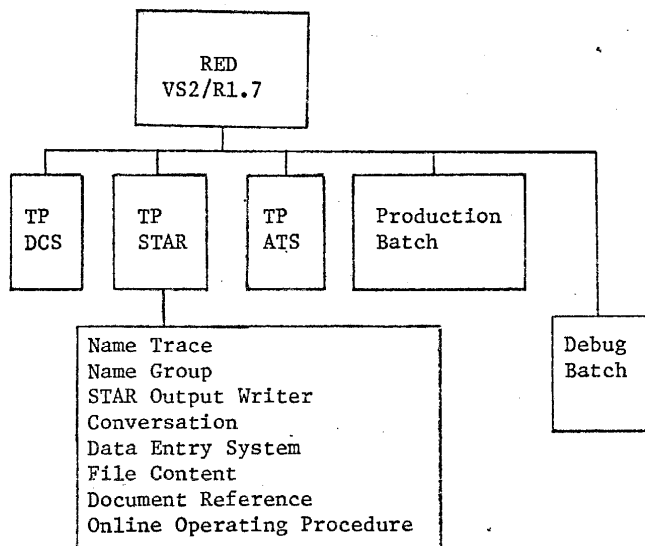 RED
VS2/R1.7
TP
DCS
TP
STAR
TP
ATS
Production
Batch
Debug
Batch
Name Trace
Name Group
STAR Output Writer
Conversation
Data Entry System
File Content
Document Reference
Online Operating Procedure